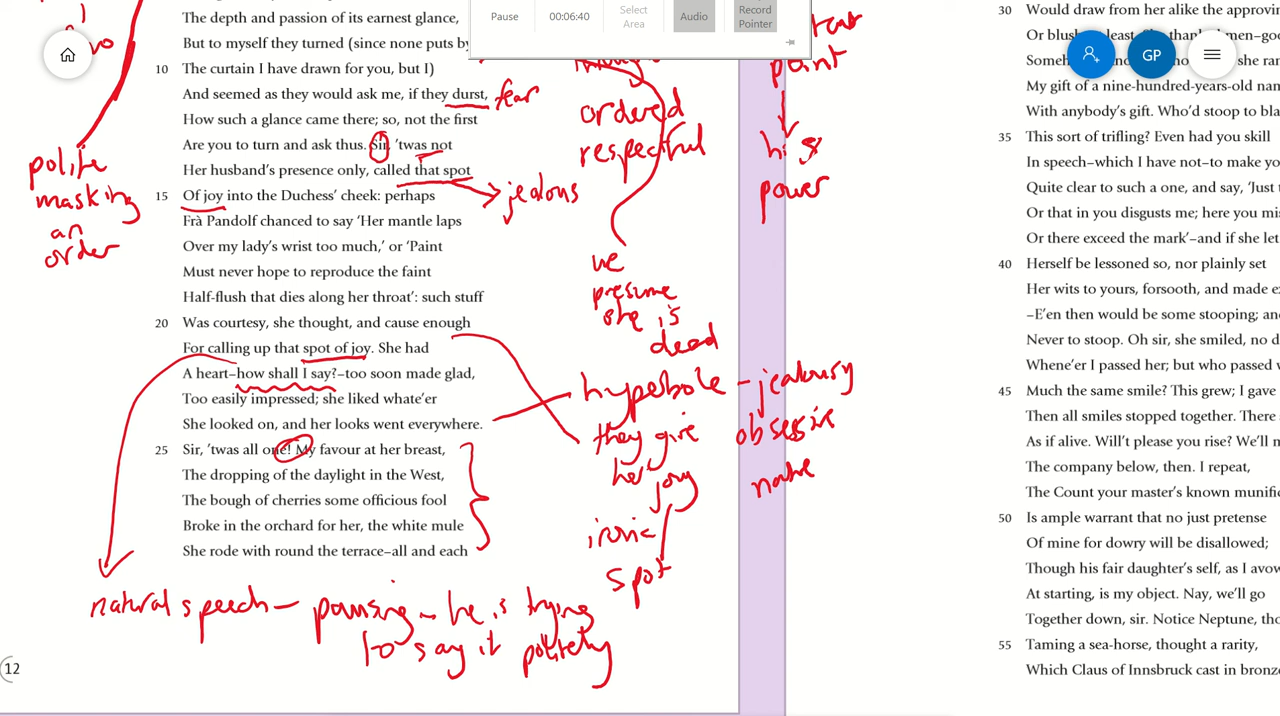 Pause
00:06:40
Select
Area
Audio
Record
Pointer
GP
The depth and passion of its earnest glance,
But to myself they turned (since none puts by
10 The curtain I have drawn for you, but I)
And seemed as they would ask me, if they durst,
How such a glance came there; so, not the first
Are you to turn and ask thus. Sir, 'twas not
Her husband's presence only, called that spot
15 Of joy into the Duchess' cheek: perhaps
Frà Pandolf chanced to say 'Her mantle laps
Over my lady's wrist too much,' or 'Paint
Must never hope to reproduce the faint
Half-flush that dies along her throat': such stuff
20 Was courtesy, she thought, and cause enough
For calling up that spot of joy. She had
A heart–how shall I say?–too soon made glad,
Too easily impressed; she liked whate'er
She looked on, and her looks went everywhere.
25 Sir, 'twas all one! My favour at her breast,
The dropping of the daylight in the West,
The bough of cherries some officious fool
Broke in the orchard for her, the white mule
She rode with round the terrace–all and each
12
polite
masking
an
order
fear
jealous
ordered
respectful
we
presume
she is
dead
paint
his
power
hyperbole – jealousy
obsessive
nature
they give
her joy
ironic
spot
natural speech – pausing – he is trying
to say it politely
30 Would draw from her alike the approvin
Or blush, least. She thank men–goo
Someh she ran
My gift of a nine-hundred-years-old nam
With anybody's gift. Who'd stoop to bla
35 This sort of trifling? Even had you skill
In speech–which I have not–to make yo
Quite clear to such a one, and say, 'Just t
Or that in you disgusts me; here you mi
Or there exceed the mark'–and if she let
40 Herself be lessoned so, nor plainly set
Her wits to yours, forsooth, and made ex
–E'en then would be some stooping; and
Never to stoop. Oh sir, she smiled, no d
Whene'er I passed her; but who passed w
45 Much the same smile? This grew; I gave
Then all smiles stopped together. There
As if alive. Will't please you rise? We'll m
The company below, then. I repeat,
The Count your master's known munific
50 Is ample warrant that no just pretense
Of mine for dowry will be disallowed;
Though his fair daughter's self, as I avow
At starting, is my object. Nay, we'll go
Together down, sir. Notice Neptune, tho
55 Taming a sea-horse, thought a rarity,
Which Claus of Innsbruck cast in bronze